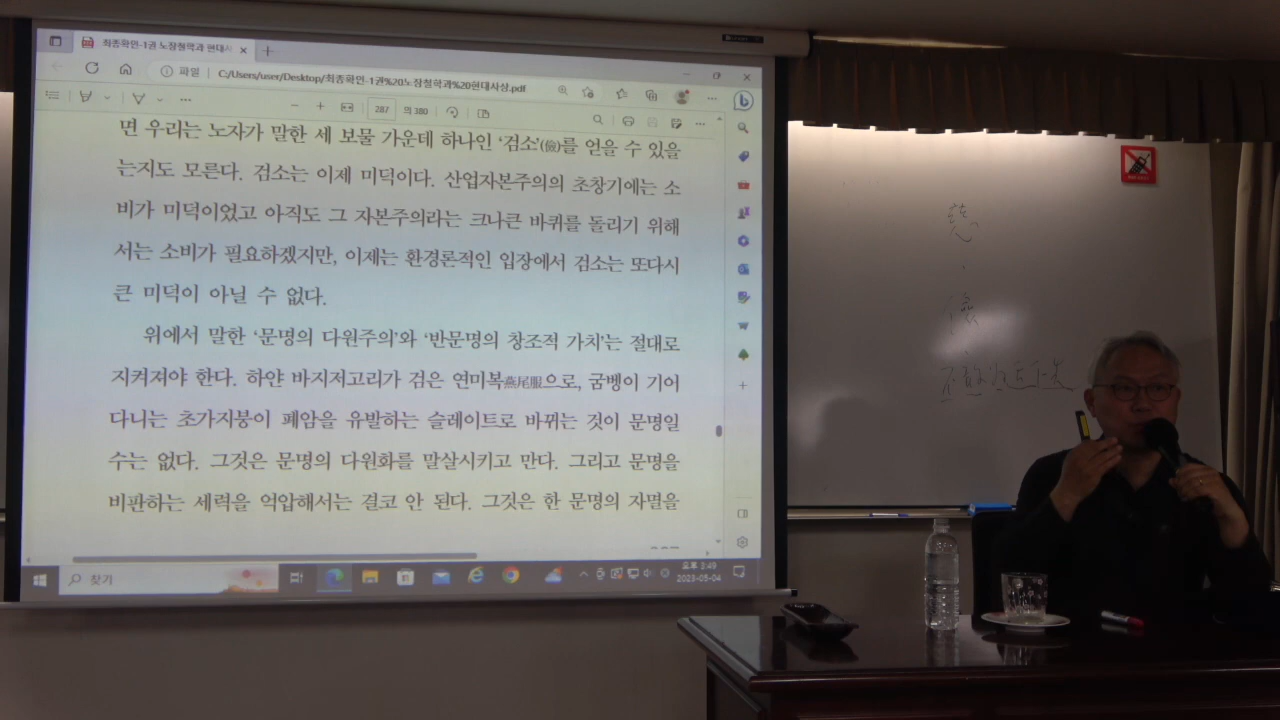 최종확인-1권 노장철학과 현대사
파일
C:/Users/user/Desktop/최종확인-1권%20노장철학과%20현대사상.pdf
287 의 380
면 우리는 노자가 말한 세 보물 가운데 하나인 ‘검소’(儉)를 얻을 수 있을
는지도 모른다. 검소는 이제 미덕이다. 산업자본주의의 초창기에는 소
비가 미덕이었고 아직도 그 자본주의라는 크나큰 바퀴를 돌리기 위해
서는 소비가 필요하겠지만, 이제는 환경론적인 입장에서 검소는 또다시
큰 미덕이 아닐 수 없다.
위에서 말한 ‘문명의 다원주의’와 ‘반문명의 창조적 가치’는 절대로
지켜져야 한다. 하얀 바지저고리가 검은 연미복燕尾服으로, 굼벵이 기어
다니는 초가지붕이 폐암을 유발하는 슬레이트로 바뀌는 것이 문명일
수는 없다. 그것은 문명의 다원화를 말살시키고 만다. 그리고 문명을
비판하는 세력을 억압해서는 결코 안 된다. 그것은 한 문명의 자멸을
찾기
오후 3:49
2023-05-04
慈
儉